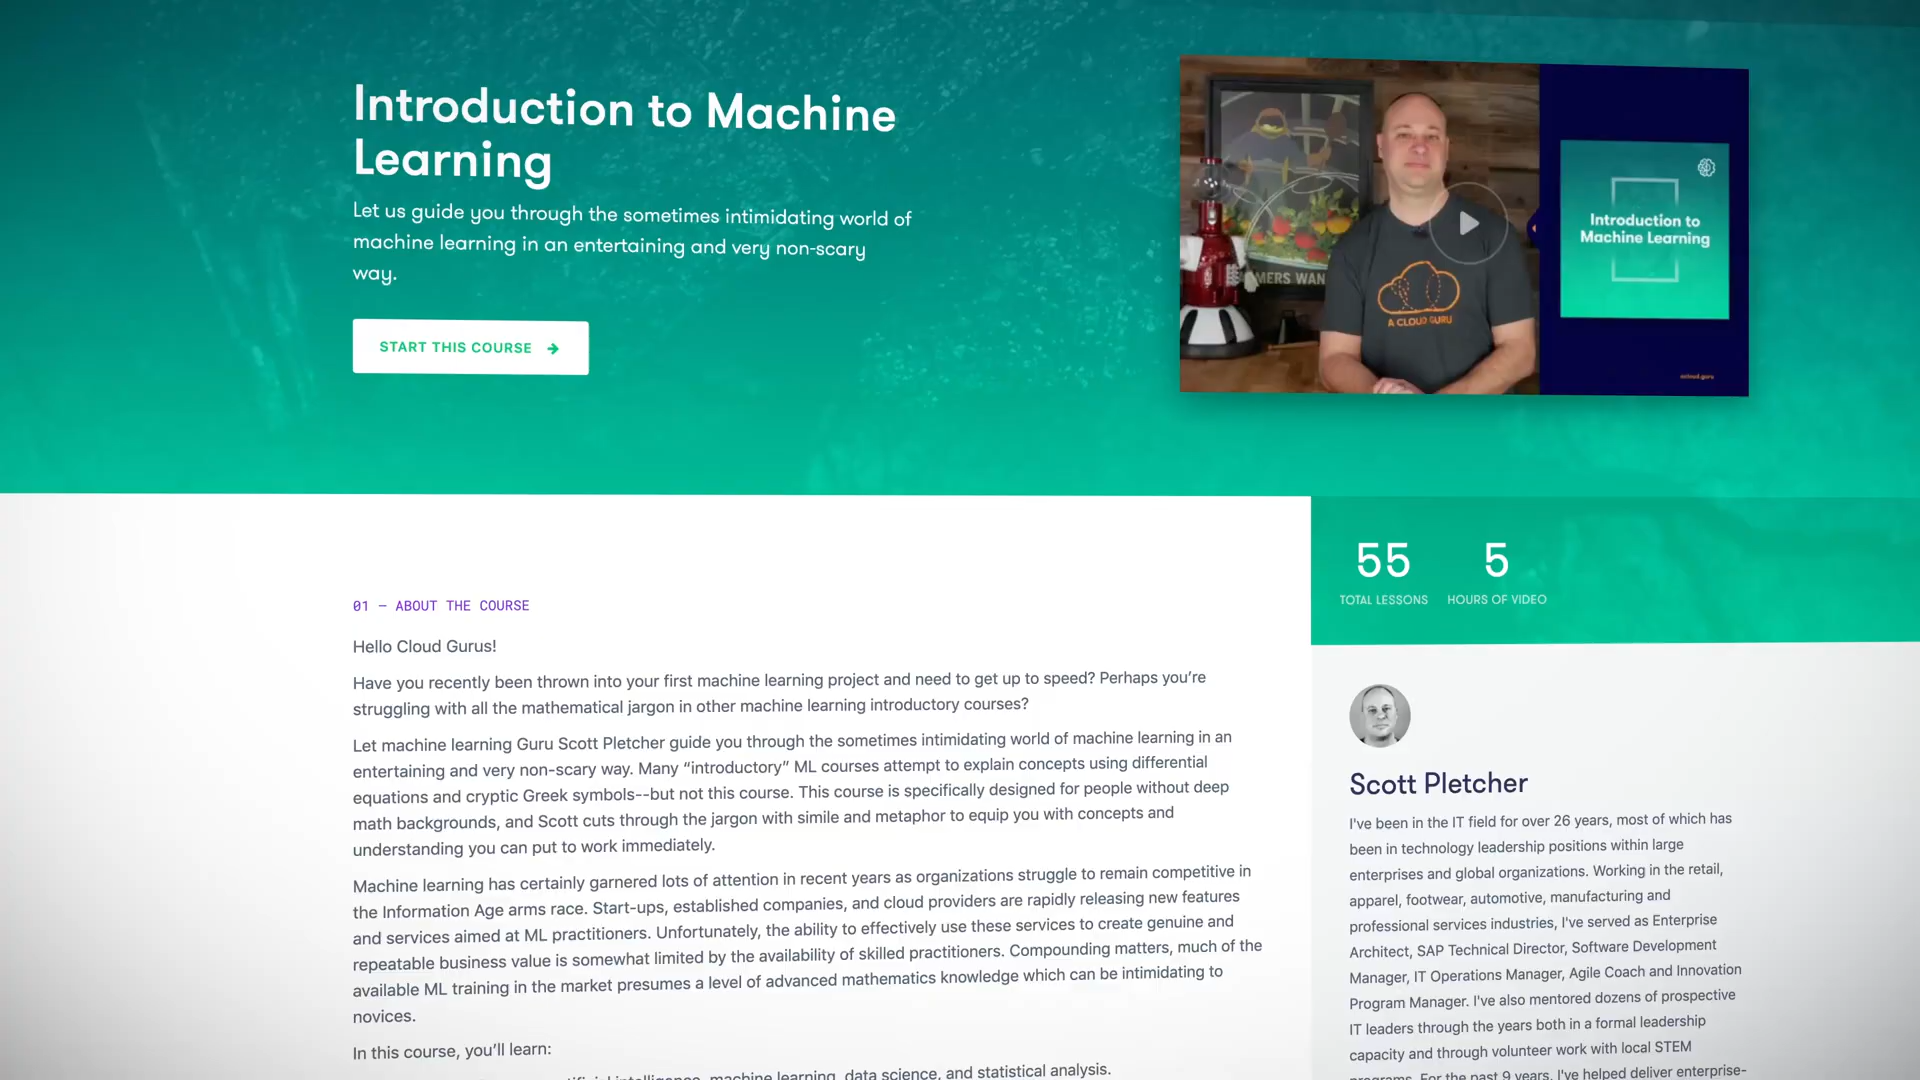 Introduction to Machine
Learning
Let us guide you through the sometimes intimidating world of
machine learning in an entertaining and very non-scary
way.
START THIS COURSE
MERS WAN
A CLOUD GURU
Introduction to
Machine Learning
acloud.guru
55
TOTAL LESSONS
5
HOURS OF VIDEO
01 — ABOUT THE COURSE
Hello Cloud Gurus!
Have you recently been thrown into your first machine learning project and need to get up to speed? Perhaps you’re
struggling with all the mathematical jargon in other machine learning introductory courses?
Let machine learning Guru Scott Pletcher guide you through the sometimes intimidating world of machine learning in an
entertaining and very non-scary way. Many “introductory” ML courses attempt to explain concepts using differential
equations and cryptic Greek symbols--but not this course. This course is specifically designed for people without deep
math backgrounds, and Scott cuts through the jargon with simile and metaphor to equip you with concepts and
understanding you can put to work immediately.
Machine learning has certainly garnered lots of attention in recent years as organizations struggle to remain competitive in
the Information Age arms race. Start-ups, established companies, and cloud providers are rapidly releasing new features
and services aimed at ML practitioners. Unfortunately, the ability to effectively use these services to create genuine and
repeatable business value is somewhat limited by the availability of skilled practitioners. Compounding matters, much of the
available ML training in the market presumes a level of advanced mathematics knowledge which can be intimidating to
novices.
In this course, you’ll learn:
machine learning, data science, and statistical analysis.
Scott Pletcher
I've been in the IT field for over 26 years, most of which has
been in technology leadership positions within large
enterprises and global organizations. Working in the retail,
apparel, footwear, automotive, manufacturing and
professional services industries, I've served as Enterprise
Architect, SAP Technical Director, Software Development
Manager, IT Operations Manager, Agile Coach and Innovation
Program Manager. I've also mentored dozens of prospective
IT leaders through the years both in a formal leadership
capacity and through volunteer work with local STEM
programs. For the past 9 years, I've helped deliver enterprise-